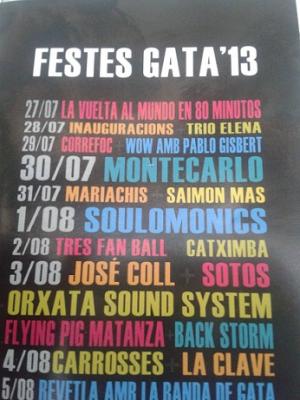 FESTES GATA'13
27/07 LA VUELTA AL MUNDO EN 80 MINUTOS
28/07 INAUGURACIONS + TRIO ELENA
29/07 CORREFOC + WOW AMB PABLO GISBERT
30/07 MONTECARLO
31/07 MARIACHIS + SAIMON MAS
1/08 SOULOMONICS
2/08 TRES FAN BALL + CATXIMBA
3/08 JOSÉ COLL + SOTOS
+ ORXATA SOUND SYSTEM
FLYING PIG MATANZA + BACK STORM
4/08 CARROSSES + LA CLAVE
5/08 REVETLA AMB LA BANDA DE GATA